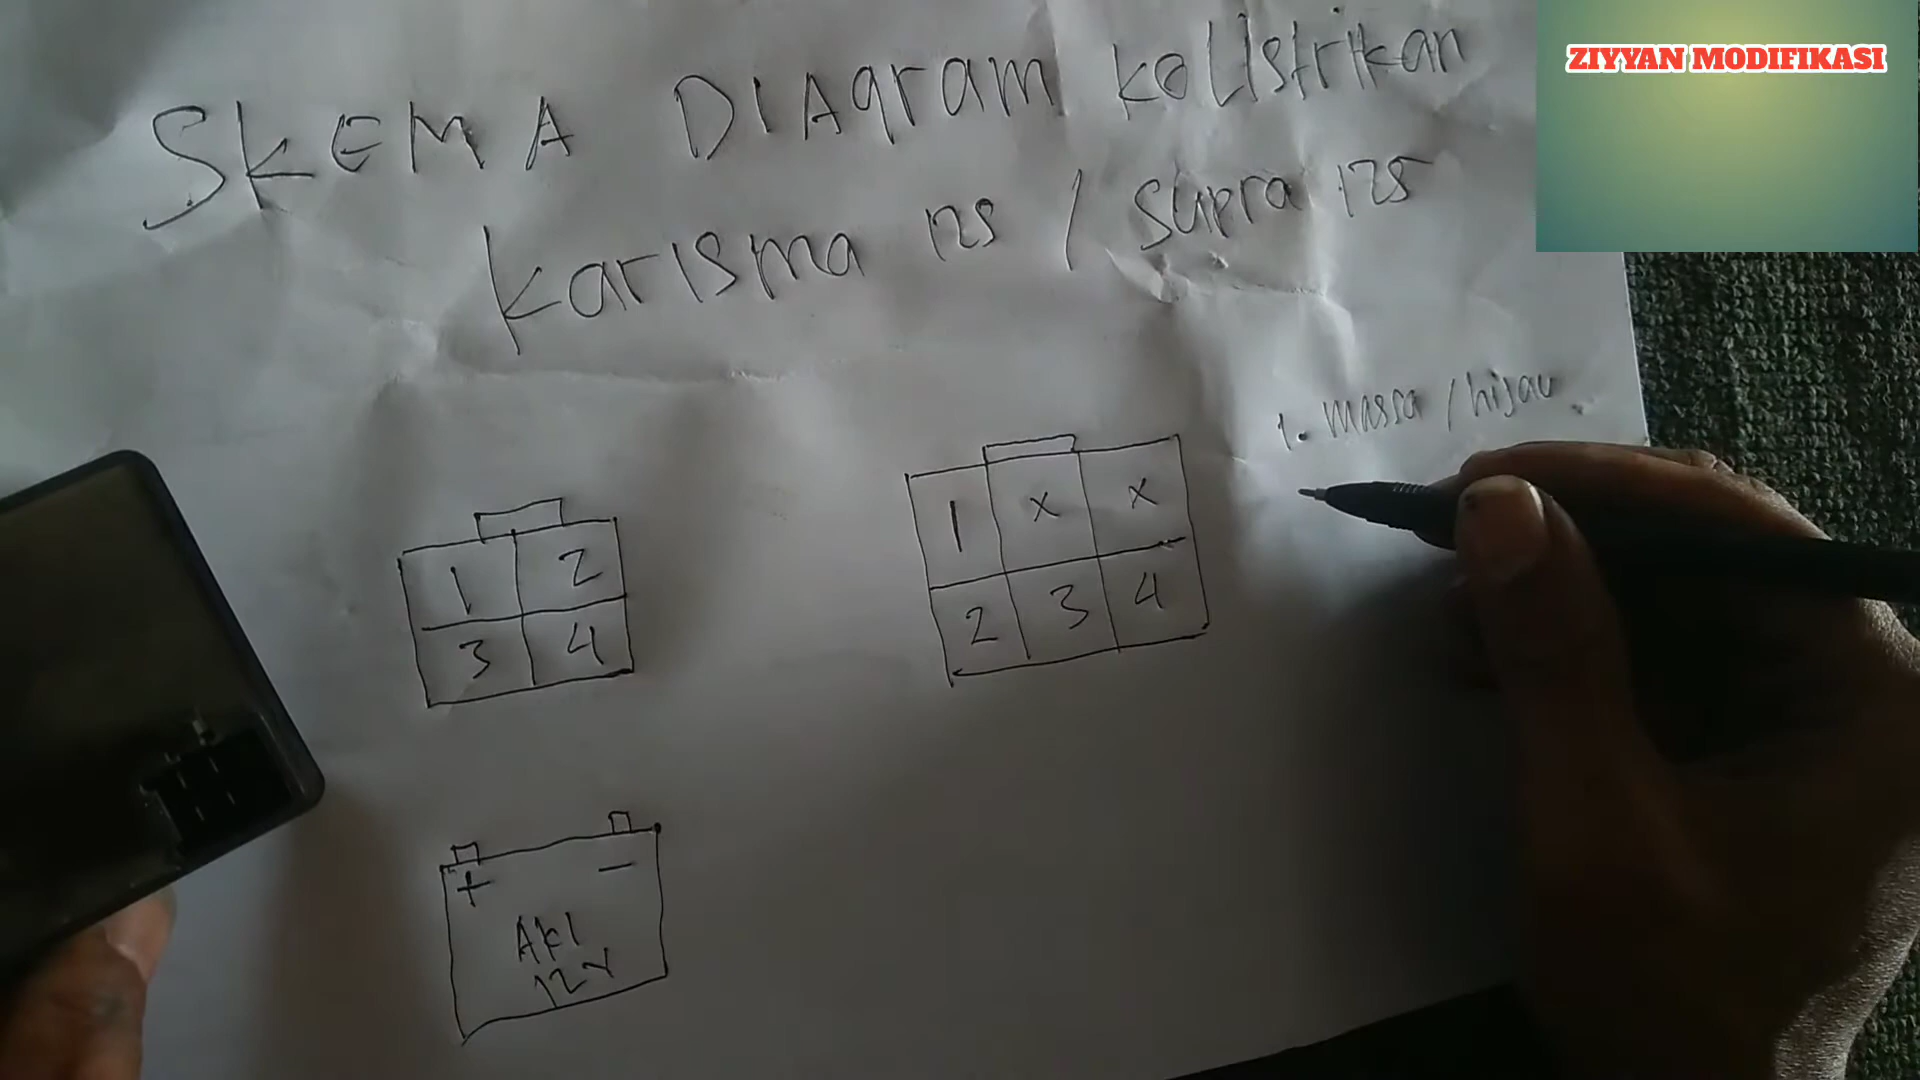 ZIYYAN MODIFIKASI
SKEMA DIAgram kolistrikan
karisma 125 / supra 125
1. massa / hijau
1 2
3 4
1 x x
2 3 4
+ -
AKI
12V